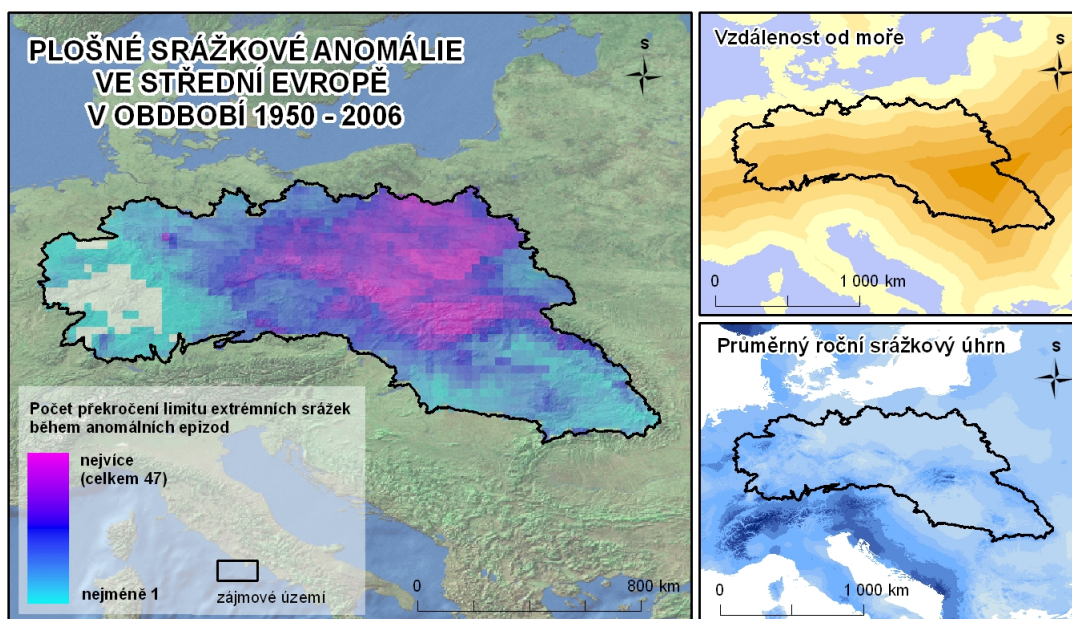 PLOŠNÉ SRÁŽKOVÉ ANOMÁLIE
VE STŘEDNÍ EVROPĚ
V OBDBOBÍ 1950 - 2006
S
Počet překročení limitu extrémních srážek
během anomálních epizod
nejvíce
(celkem 47)
nejméně 1
zájmové území
0 800 km
Vzdálenost od moře
S
0 1 000 km
Průměrný roční srážkový úhrn
S
0 1 000 km